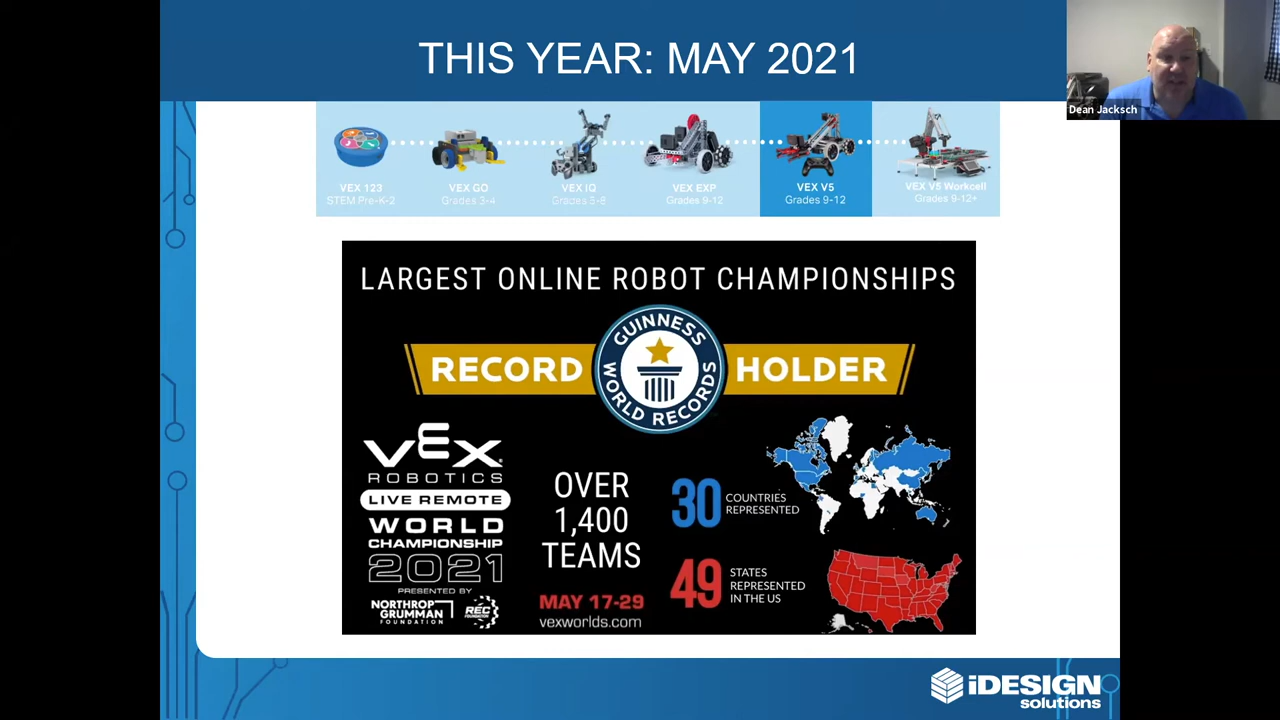 THIS YEAR: MAY 2021
Dean Jacksch
VEX 123
STEM Pre-K-2
VEX GO
Grades 3-4
VEX IQ
Grades 5-8
VEX EXP
Grades 9-12
VEX V5
Grades 9-12
VEX V5 Workcell
Grades 9-12+
LARGEST ONLINE ROBOT CHAMPIONSHIPS
RECORD
GUINNESS WORLD RECORDS
HOLDER
VEX
ROBOTICS
LIVE REMOTE
WORLD
CHAMPIONSHIP
2021
PRESENTED BY
NORTHROP
GRUMMAN
FOUNDATION
REC
FOUNDATION
OVER
1,400
TEAMS
MAY 17-29
vexworlds.com
30
COUNTRIES
REPRESENTED
49
STATES
REPRESENTED
IN THE US
iDESIGN
solutions